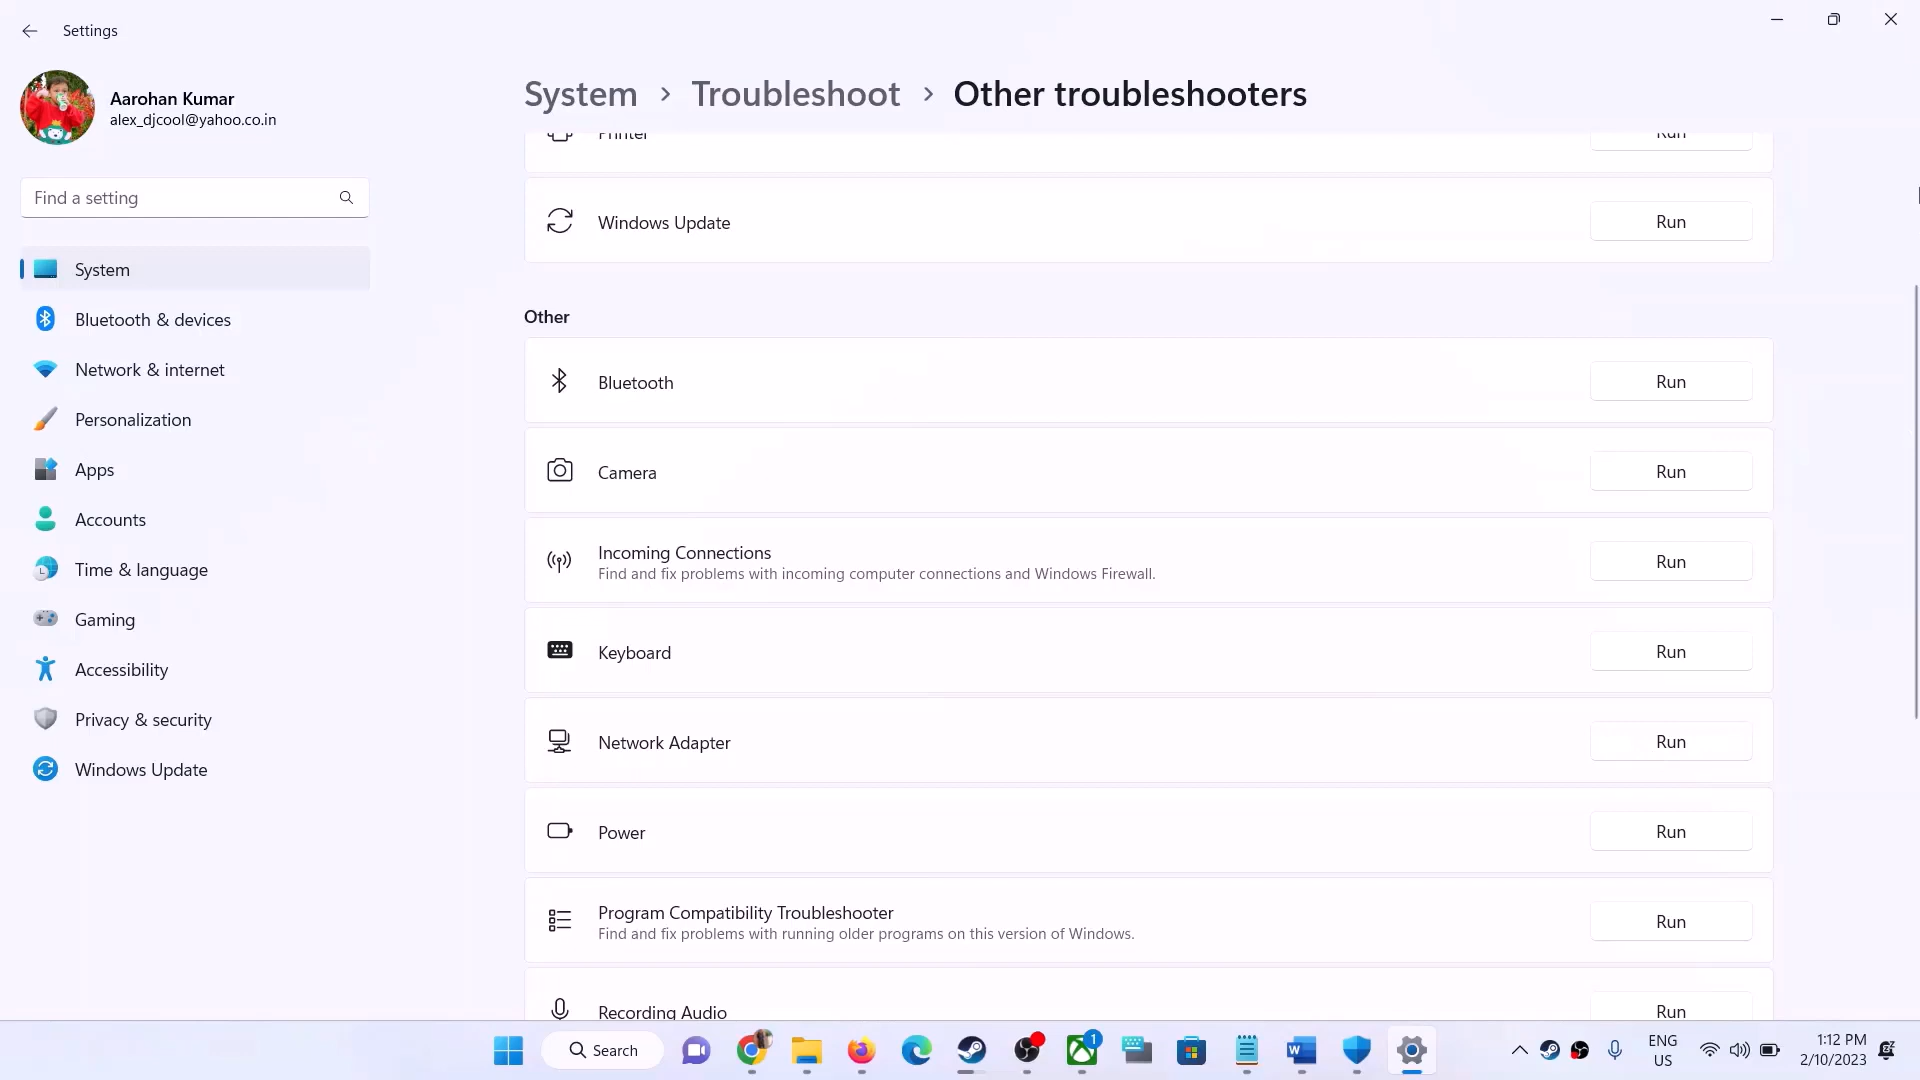 Settings
Aarohan Kumar
alex_djcool@yahoo.co.in
Find a setting
System
Bluetooth & devices
Network & internet
Personalization
Apps
Accounts
Time & language
Gaming
Accessibility
Privacy & security
Windows Update
System > Troubleshoot > Other troubleshooters
Printer Run
Windows Update Run
Other
Bluetooth Run
Camera Run
Incoming Connections
Find and fix problems with incoming computer connections and Windows Firewall.
Run
Keyboard Run
Network Adapter Run
Power Run
Program Compatibility Troubleshooter
Find and fix problems with running older programs on this version of Windows.
Run
Recording Audio Run
Search
1
ENG
US
1:12 PM
2/10/2023